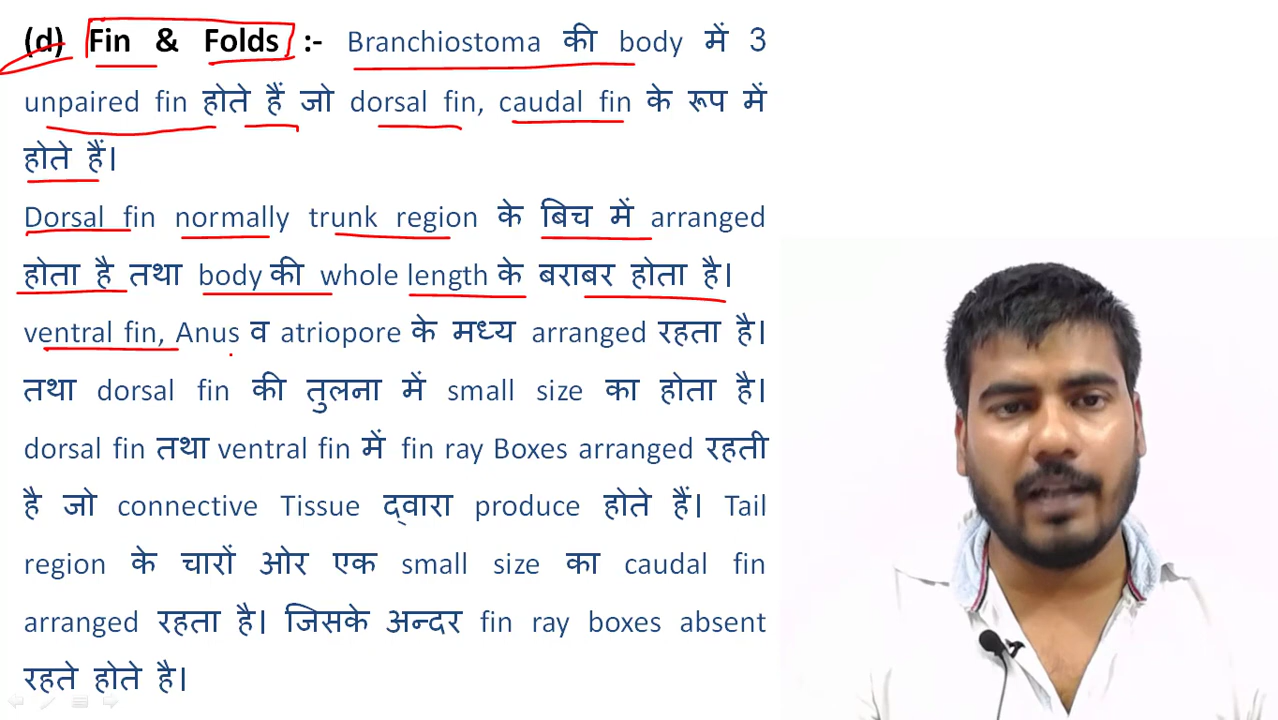 (d) Fin & Folds :- Branchiostoma की body में 3
unpaired fin होते हैं जो dorsal fin, caudal fin के रूप में
होते हैं।
Dorsal fin normally trunk region के बिच में arranged
होता है तथा body की whole length के बराबर होता है।
ventral fin, Anus व atriopore के मध्य arranged रहता है।
तथा dorsal fin की तुलना में small size का होता है।
dorsal fin तथा ventral fin में fin ray Boxes arranged रहती
है जो connective Tissue द्वारा produce होते हैं। Tail
region के चारों ओर एक small size का caudal fin
arranged रहता है। जिसके अन्दर fin ray boxes absent
रहते होते है।